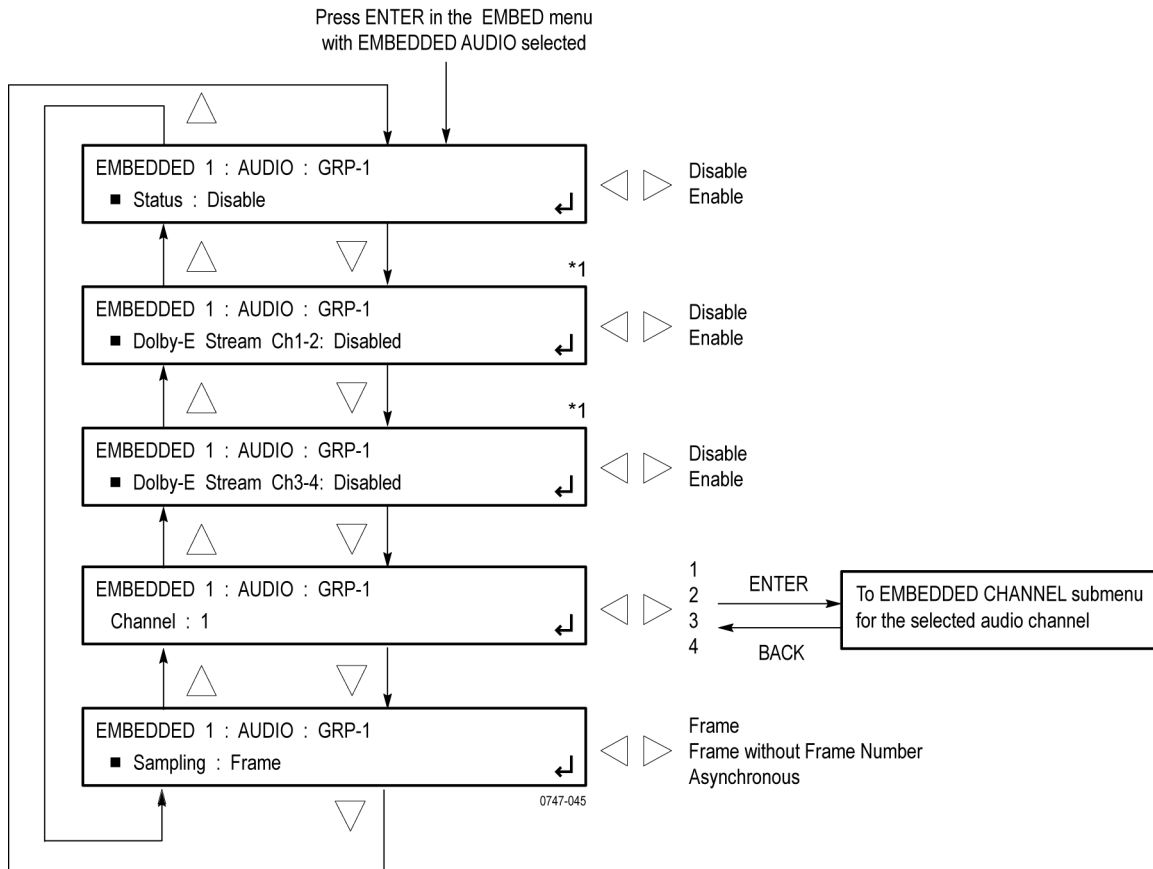 Press ENTER in the EMBED menu
with EMBEDDED AUDIO selected
EMBEDDED 1 : AUDIO : GRP-1
■ Status : Disable
Disable
Enable
*1
EMBEDDED 1 : AUDIO : GRP-1
■ Dolby-E Stream Ch1-2: Disabled
Disable
Enable
*1
EMBEDDED 1 : AUDIO : GRP-1
■ Dolby-E Stream Ch3-4: Disabled
Disable
Enable
EMBEDDED 1 : AUDIO : GRP-1
Channel : 1
1
2
3
4
ENTER
BACK
To EMBEDDED CHANNEL submenu
for the selected audio channel
EMBEDDED 1 : AUDIO : GRP-1
■ Sampling : Frame
Frame
Frame without Frame Number
Asynchronous
0747-045